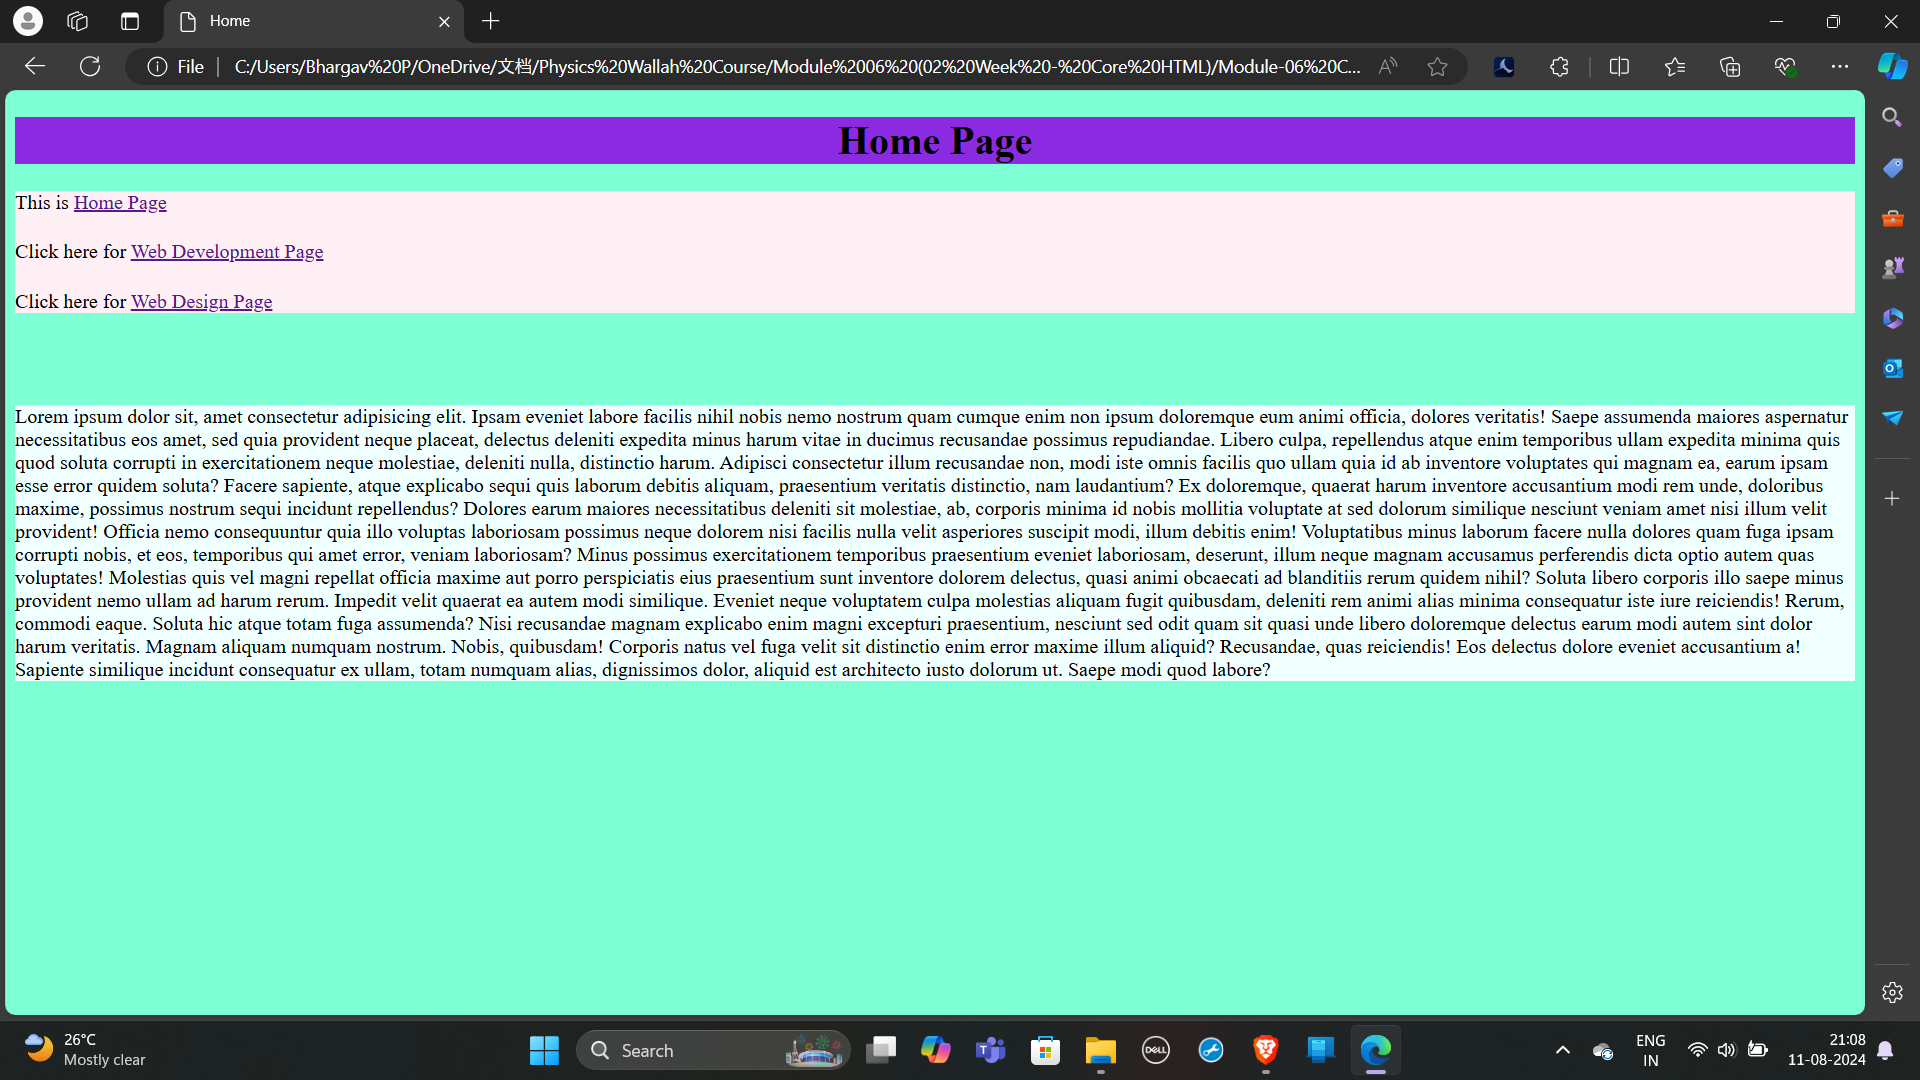 Home
File
C:/Users/Bhargav%20P/OneDrive/文档/Physics%20Wallah%20Course/Module%2006%20(02%20Week%20-%20Core%20HTML)/Module-06%20C...
Home Page
This is Home Page
Click here for Web Development Page
Click here for Web Design Page
Lorem ipsum dolor sit, amet consectetur adipisicing elit. Ipsam eveniet labore facilis nihil nobis nemo nostrum quam cumque enim non ipsum doloremque eum animi officia, dolores veritatis! Saepe assumenda maiores aspernatur
necessitatibus eos amet, sed quia provident neque placeat, delectus deleniti expedita minus harum vitae in ducimus recusandae possimus repudiandae. Libero culpa, repellendus atque enim temporibus ullam expedita minima quis
quod soluta corrupti in exercitationem neque molestiae, deleniti nulla, distinctio harum. Adipisci consectetur illum recusandae non, modi iste omnis facilis quo ullam quia id ab inventore voluptates qui magnam ea, earum ipsam
esse error quidem soluta? Facere sapiente, atque explicabo sequi quis laborum debitis aliquam, praesentium veritatis distinctio, nam laudantium? Ex doloremque, quaerat harum inventore accusantium modi rem unde, doloribus
maxime, possimus nostrum sequi incidunt repellendus? Dolores earum maiores necessitatibus deleniti sit molestiae, ab, corporis minima id nobis mollitia voluptate at sed dolorum similique nesciunt veniam amet nisi illum velit
provident! Officia nemo consequuntur quia illo voluptas laboriosam possimus neque dolorem nisi facilis nulla velit asperiores suscipit modi, illum debitis enim! Voluptatibus minus laborum facere nulla dolores quam fuga ipsam
corrupti nobis, et eos, temporibus qui amet error, veniam laboriosam? Minus possimus exercitationem temporibus praesentium eveniet laboriosam, deserunt, illum neque magnam accusamus perferendis dicta optio autem quas
voluptates! Molestias quis vel magni repellat officia maxime aut porro perspiciatis eius praesentium sunt inventore dolorem delectus, quasi animi obcaecati ad blanditiis rerum quidem nihil? Soluta libero corporis illo saepe minus
provident nemo ullam ad harum rerum. Impedit velit quaerat ea autem modi similique. Eveniet neque voluptatem culpa molestias aliquam fugit quibusdam, deleniti rem animi alias minima consequatur iste iure reiciendis! Rerum,
commodi eaque. Soluta hic atque totam fuga assumenda? Nisi recusandae magnam explicabo enim magni excepturi praesentium, nesciunt sed odit quam sit quasi unde libero doloremque delectus earum modi autem sint dolor
harum veritatis. Magnam aliquam numquam nostrum. Nobis, quibusdam! Corporis natus vel fuga velit sit distinctio enim error maxime illum aliquid? Recusandae, quas reiciendis! Eos delectus dolore eveniet accusantium a!
Sapiente similique incidunt consequatur ex ullam, totam numquam alias, dignissimos dolor, aliquid est architecto iusto dolorum ut. Saepe modi quod labore?
26°C
Mostly clear
Search
DELL
ENG
IN
21:08
11-08-2024